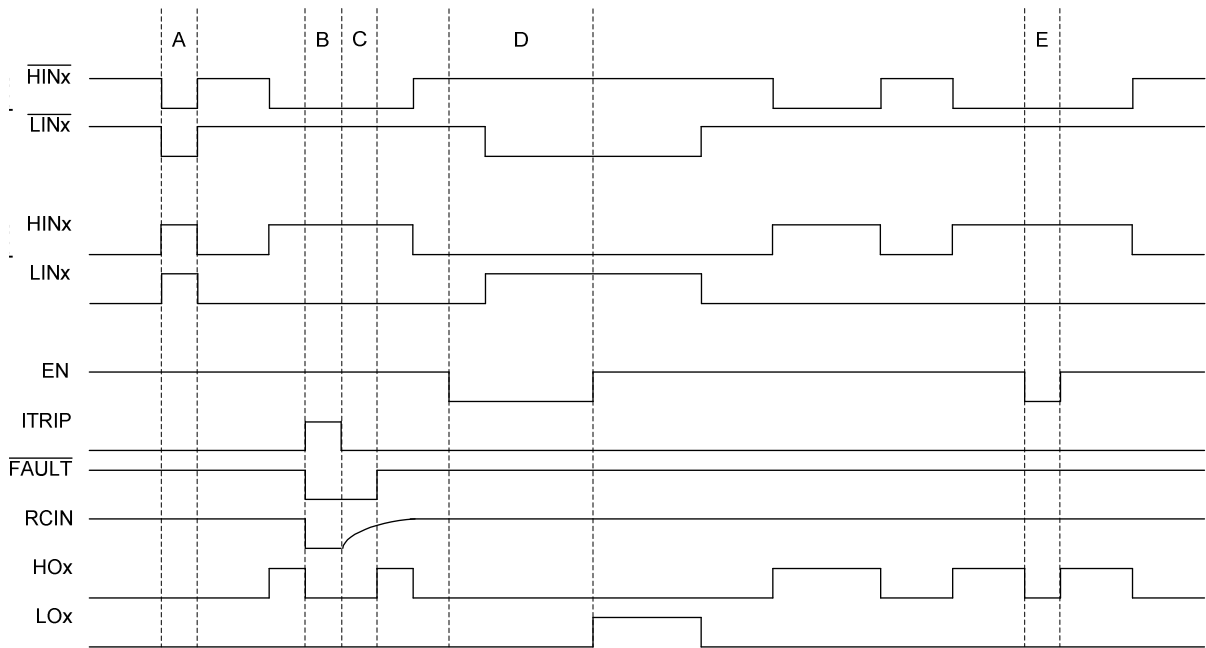 A B C D E
HINx
LINx
HINx
LINx
EN
ITRIP
FAULT
RCIN
HOx
LOx